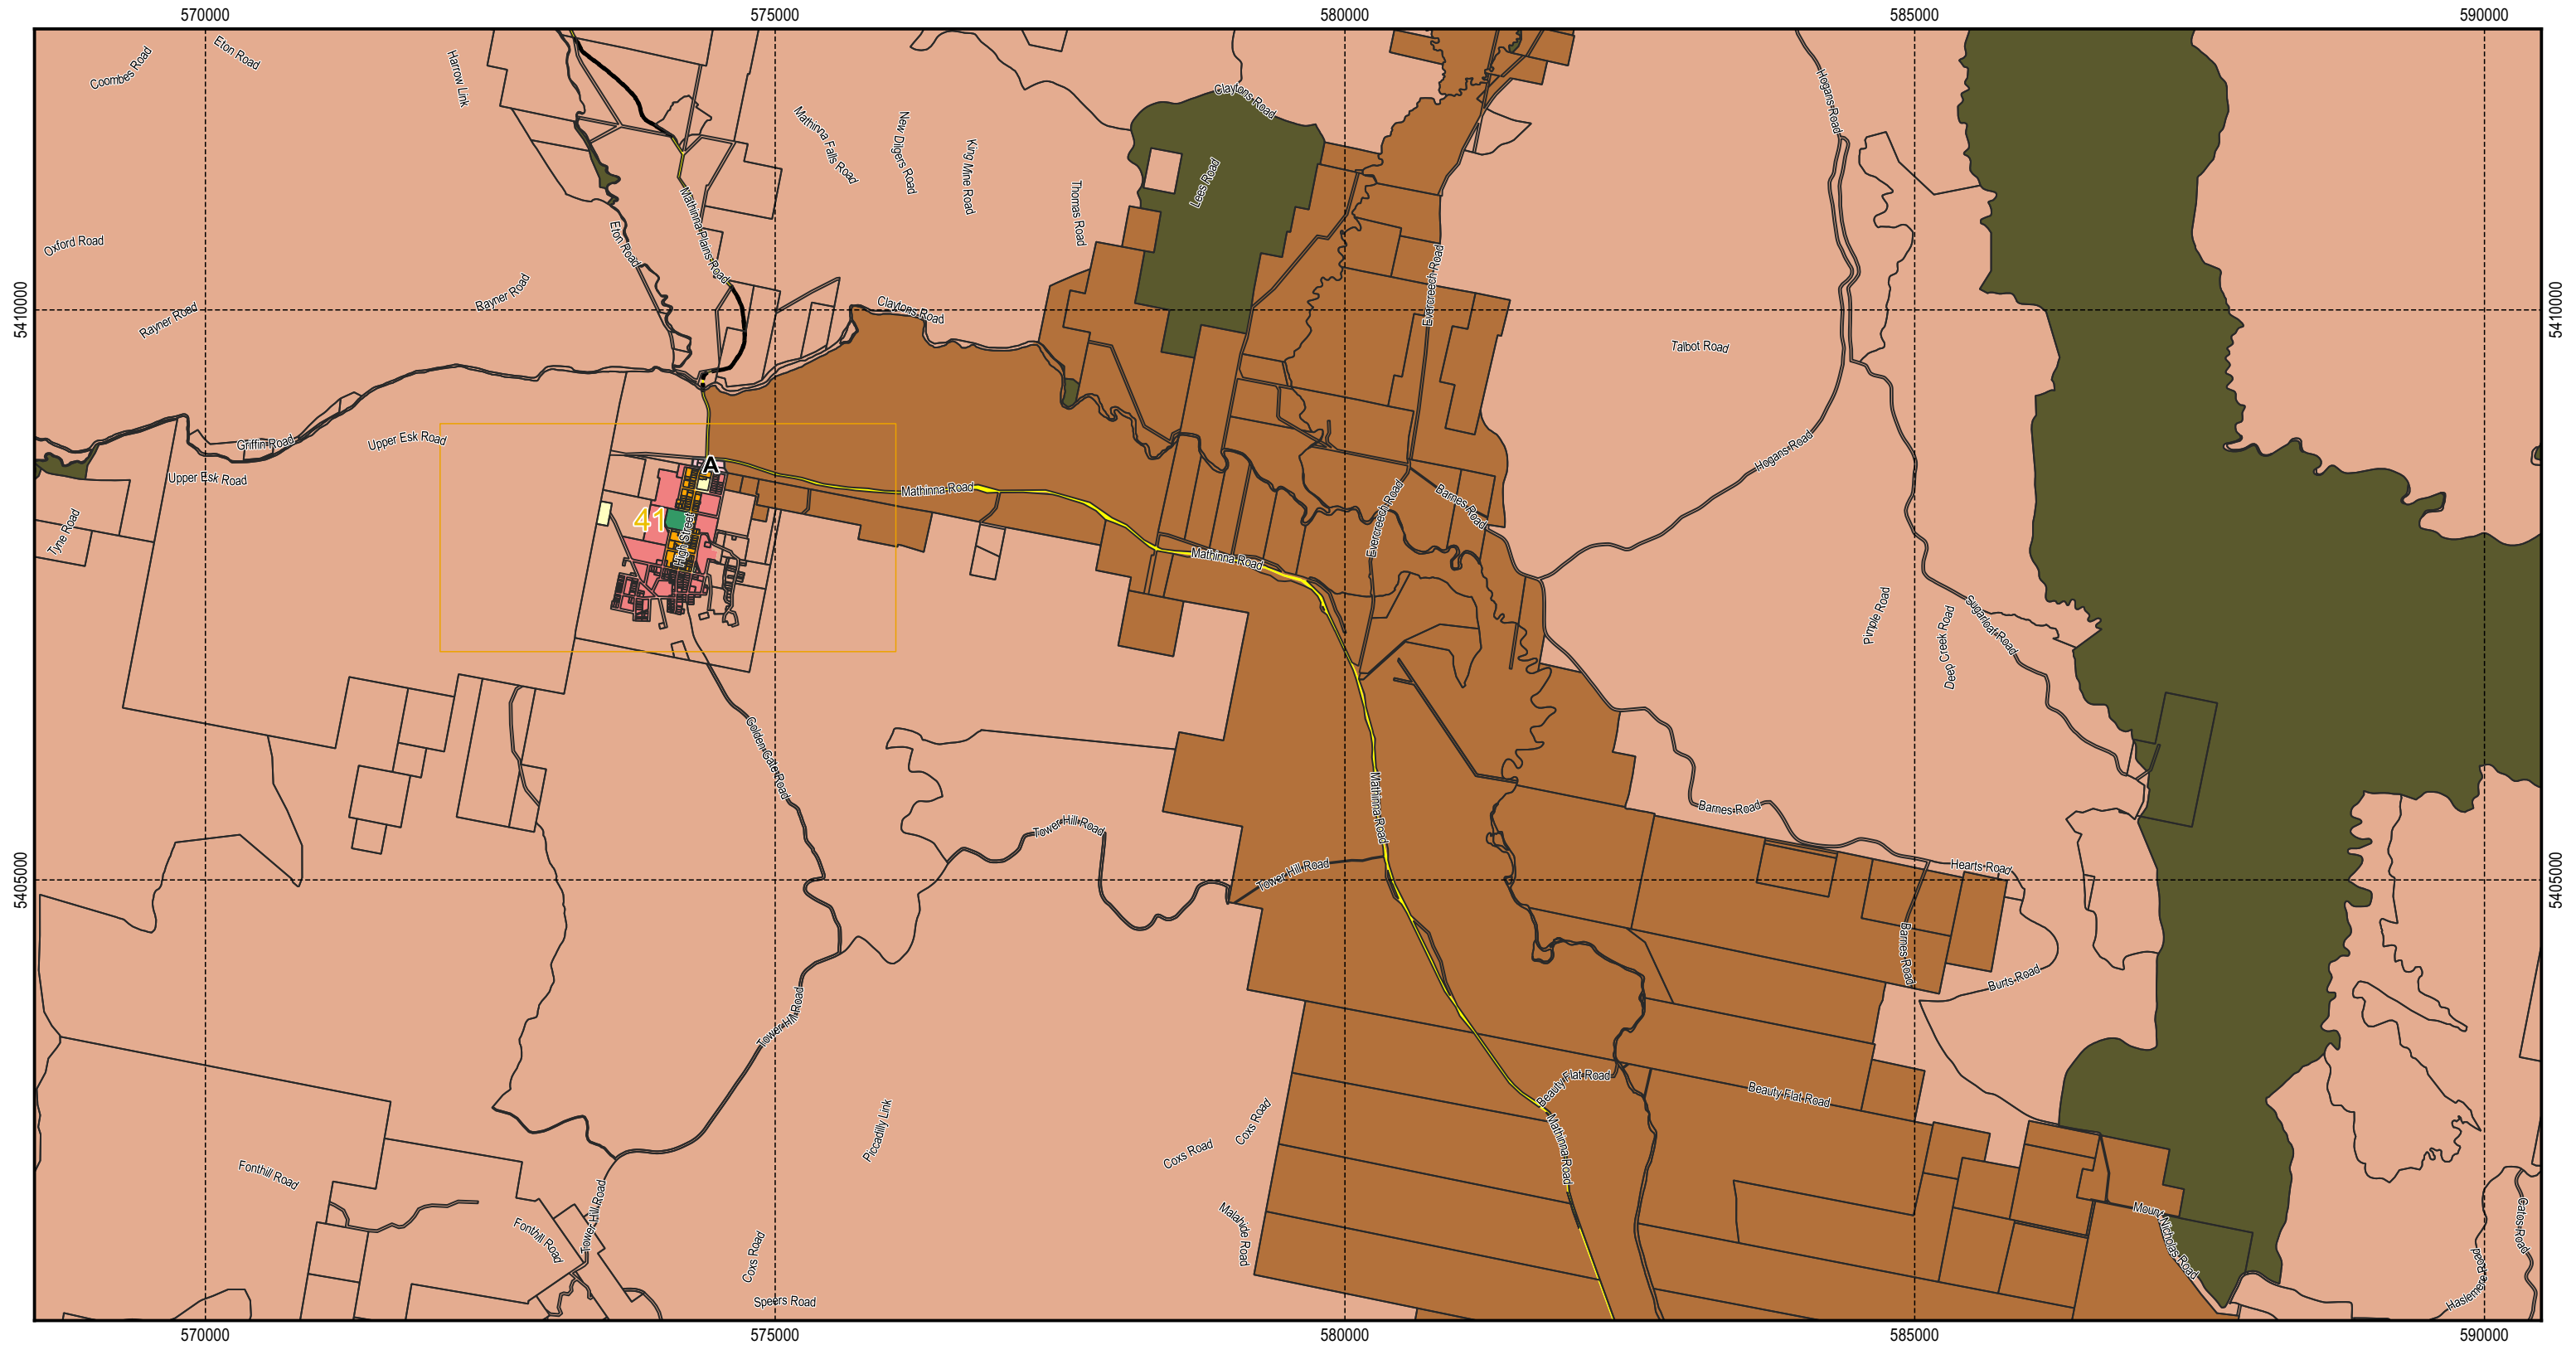 570000
575000
580000
585000
590000
Coombes Road
Eton Road
Harrow Link
Mathinna Falls Road
New Dilgers Road
King Mine Road
Thomas Road
Claytons Road
Lees Road
Hogans Road
Oxford Road
Eton Road
Mathinna Plains Road
Evercreech Road
Rayner Road
Rayner Road
Claytons Road
5410000
5410000
Talbot Road
Griffin Road
Upper Esk Road
Upper Esk Road
A
Mathinna Road
Hogans Road
Barnes Road
Tyne Road
41
High Street
Evercreech Road
Mathinna Road
Pimple Road
Deep Creek Road
Sugarloaf Road
Golden Gate Road
Mathinna Road
Tower Hill Road
Barnes Road
Tower Hill Road
Hearts Road
5405000
5405000
Barnes Road
Burts Road
Tower Hill Road
Beauty Flat Road
Beauty Flat Road
Piccadilly Link
Coxs Road
Coxs Road
Mathinna Road
Fonthill Road
Fonthill Road
Tower Hill Road
Coxs Road
Malahide Road
Mount Nicholas Road
Catos Road
Haslemere Road
Speers Road
570000
575000
580000
585000
590000